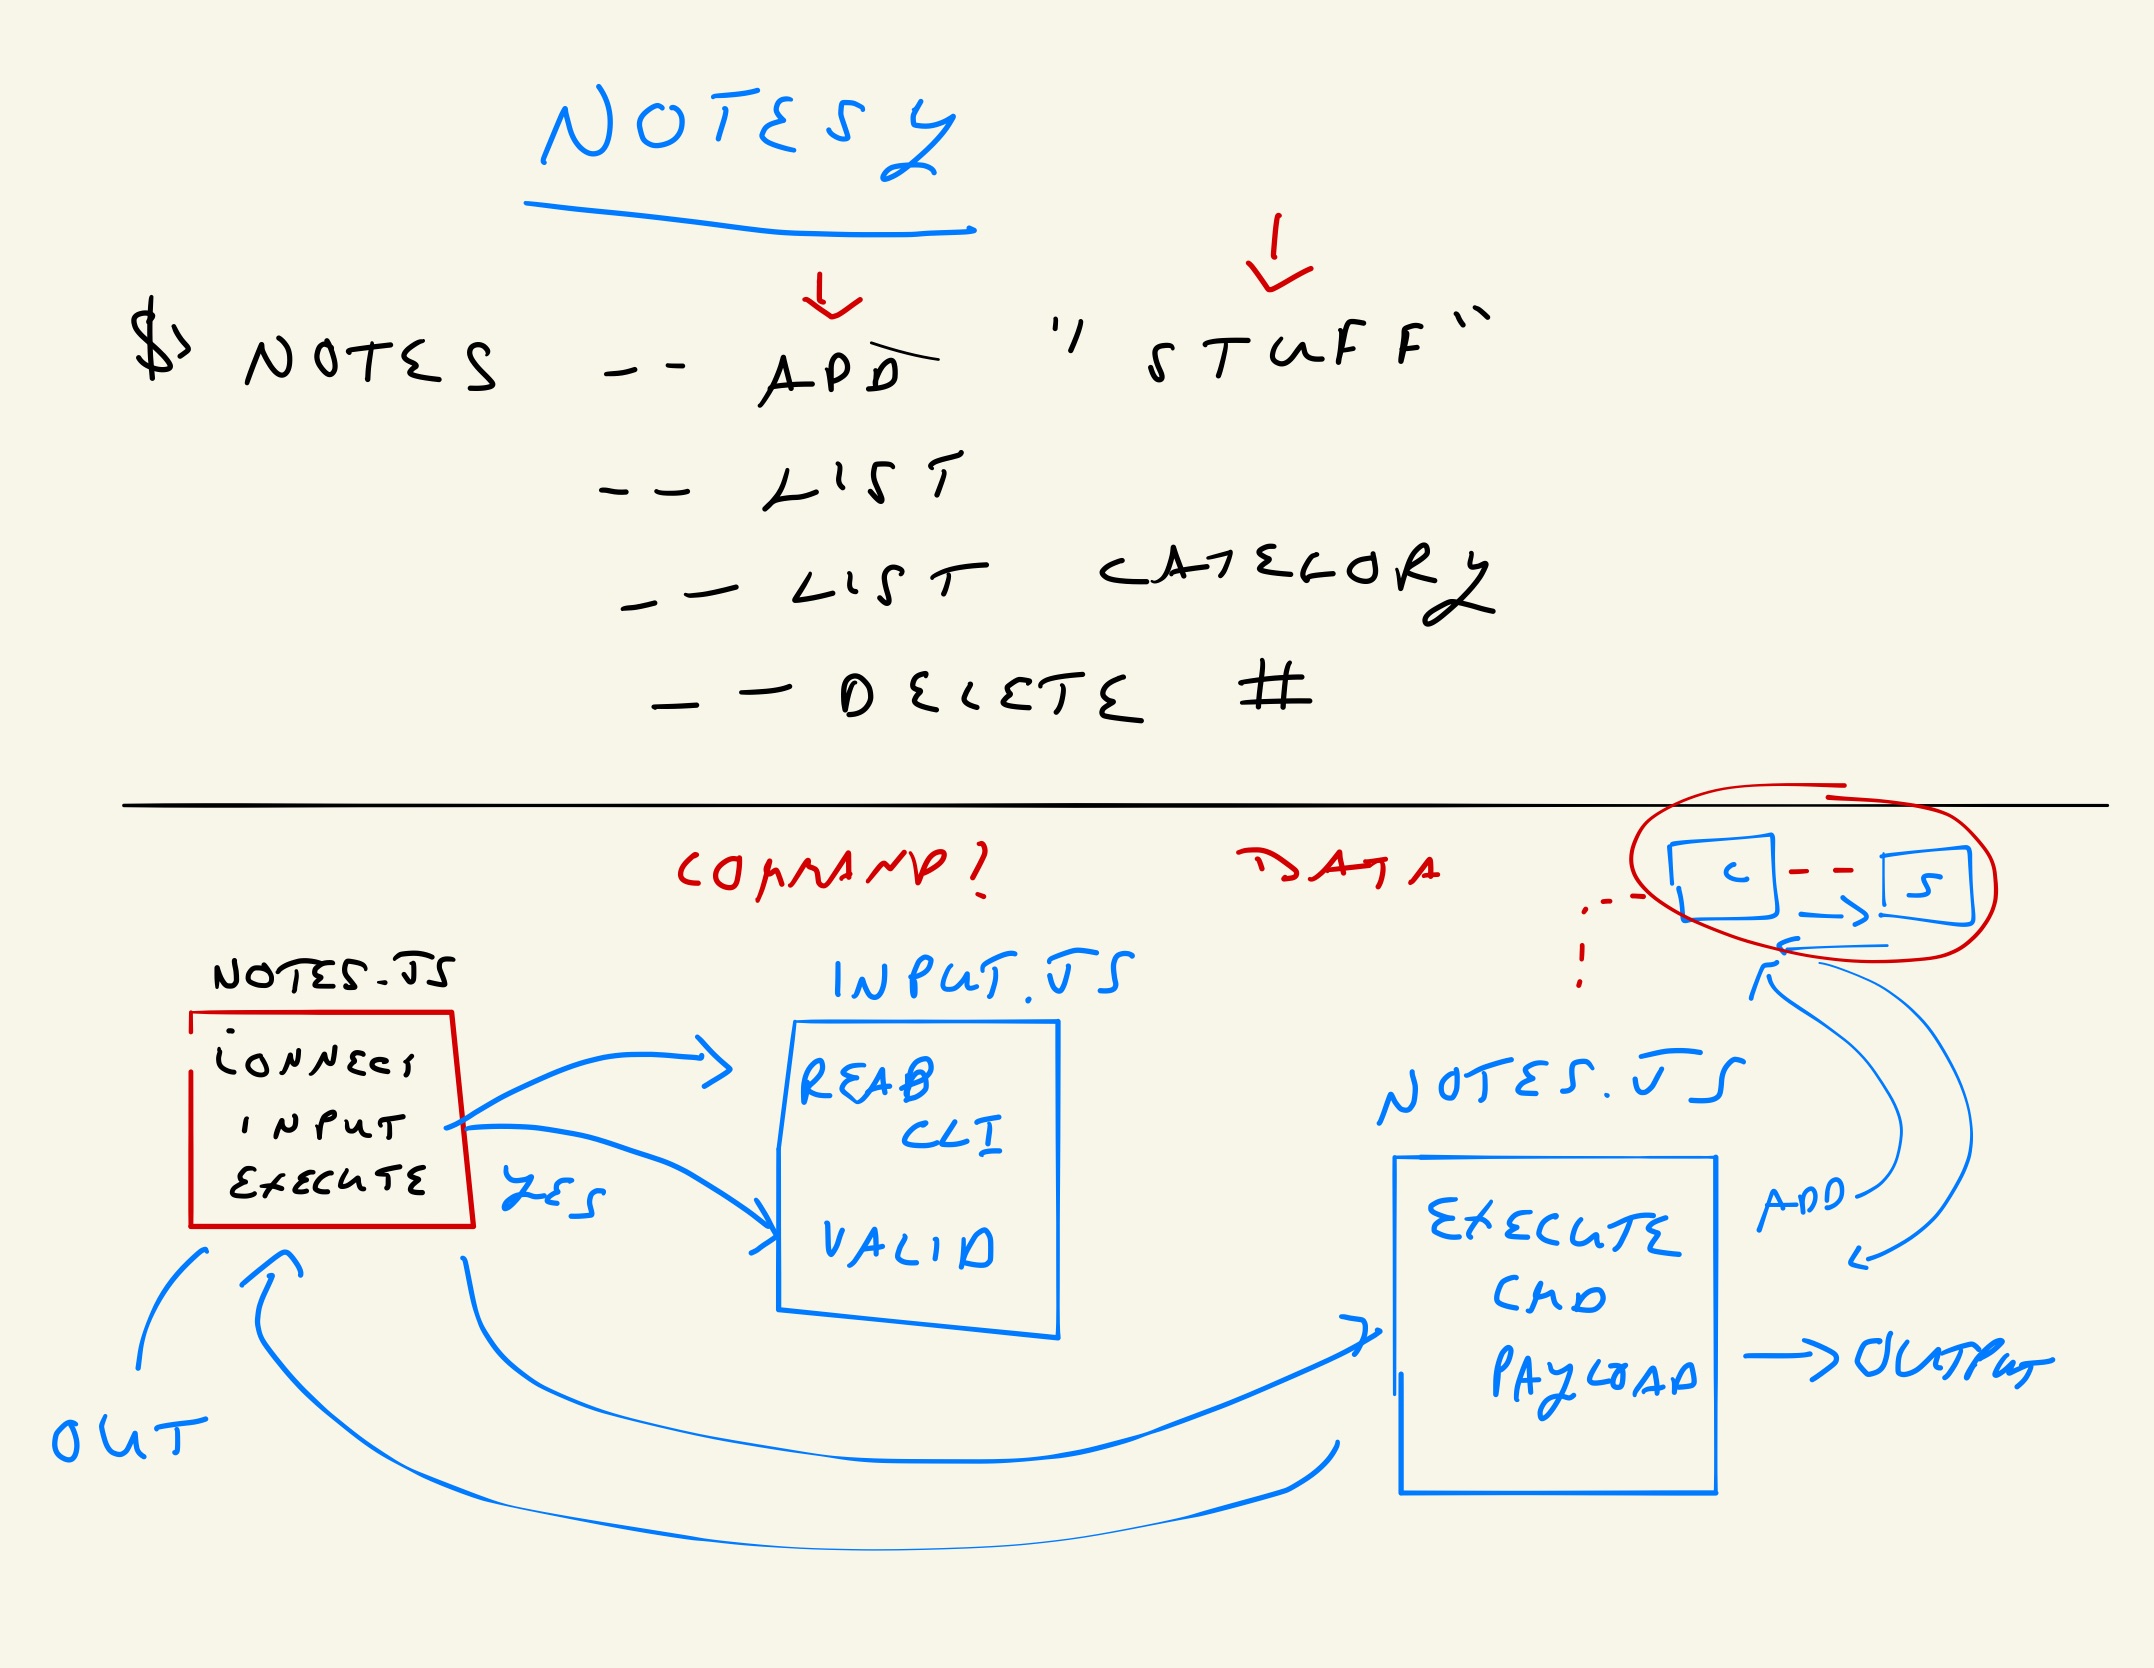 NOTESY
$ NOTES -- ADD "STUFF"
-- LIST
-- LIST CATEGORY
-- DELETE #
COMMAND? DATA
C -- S
NOTES.JS
CONNECT
INPUT
EXECUTE
YES
INPUT.JS
READ
CLI
VALID
NOTES.JS
EXECUTE
CMD
PAYLOAD
ADD
OUTPUT
OUT